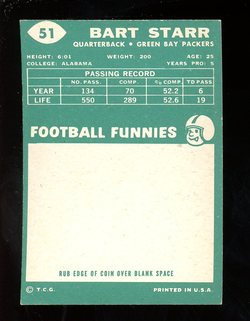 51 BART STARR
QUARTERBACK • GREEN BAY PACKERS
HEIGHT: 6:01 WEIGHT: 200 AGE: 25
COLLEGE: ALABAMA YEARS PRO: 5
PASSING RECORD
NO. PASS. COMP. % COMP. TD PASS
YEAR 134 70 52.2 6
LIFE 550 289 52.6 19
FOOTBALL FUNNIES
RUB EDGE OF COIN OVER BLANK SPACE
© T.C.G. PRINTED IN U.S.A.